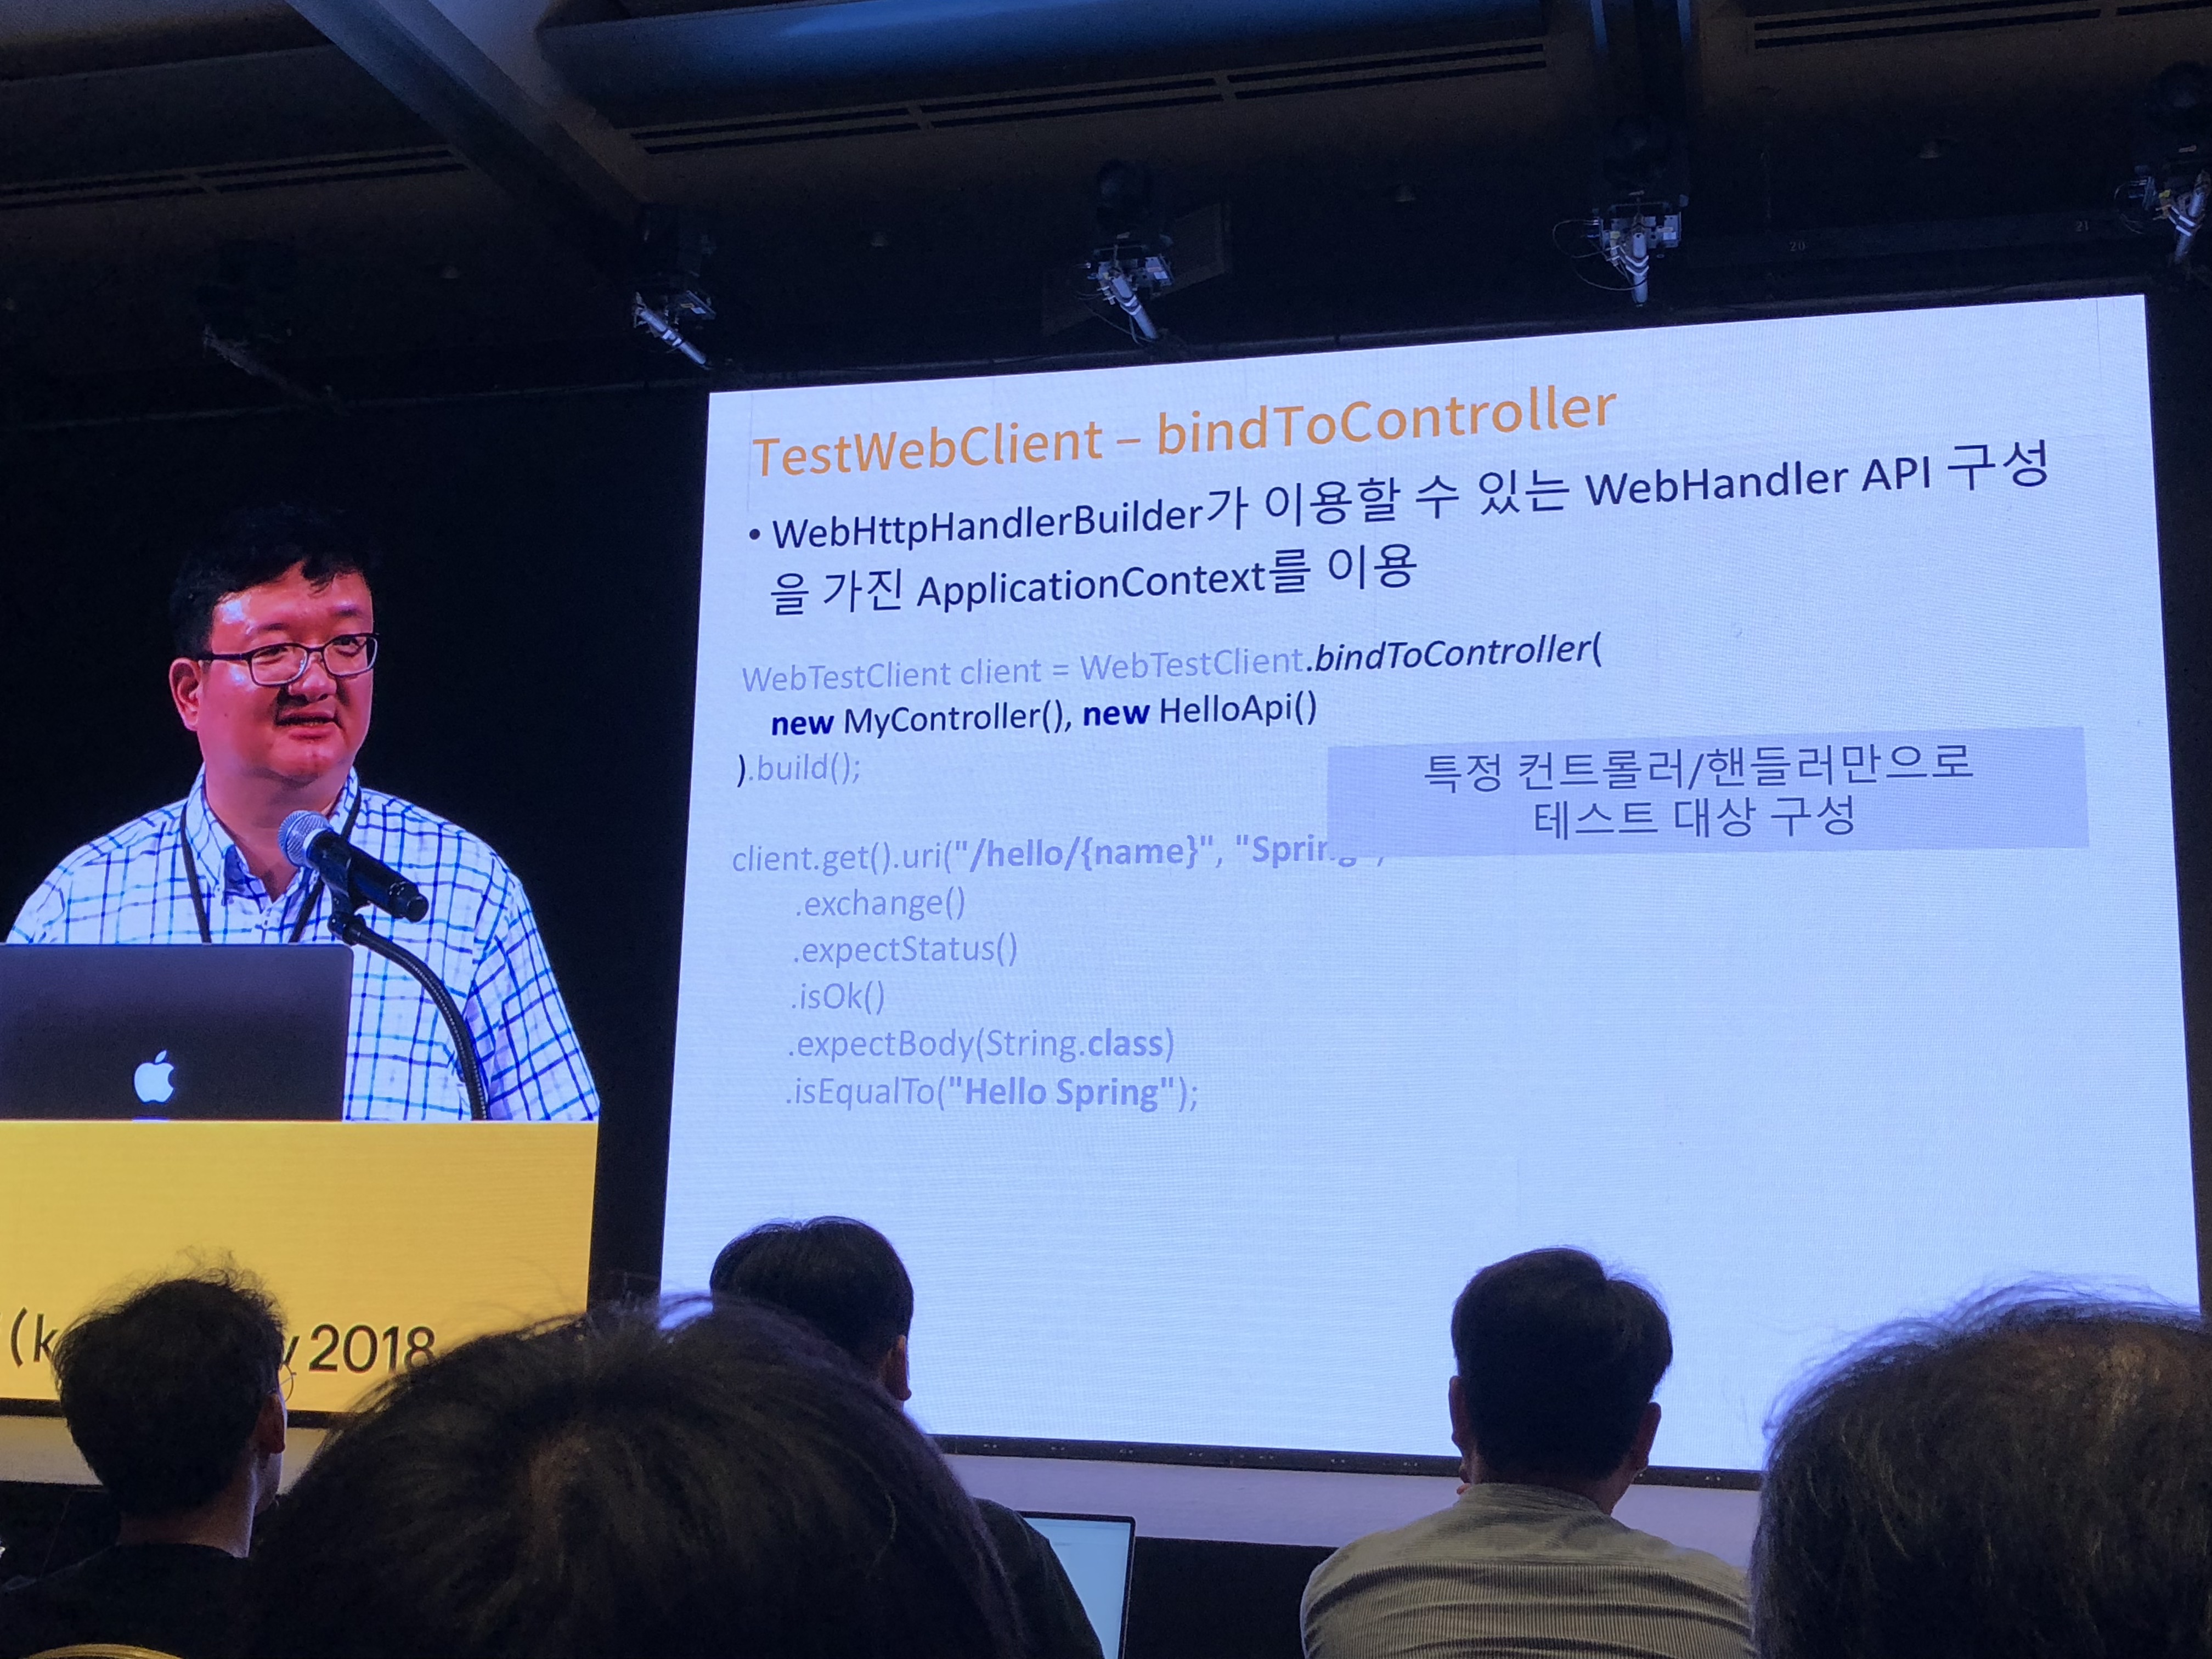 TestWebClient – bindToController
• WebHttpHandlerBuilder가 이용할 수 있는 WebHandler API 구성
을 가진 ApplicationContext를 이용
WebTestClient client = WebTestClient.bindToController(
new MyController(), new HelloApi()
).build();
특정 컨트롤러/핸들러만으로
테스트 대상 구성
client.get().uri("/hello/{name}", "Spring"
.exchange()
.expectStatus()
.isOk()
.expectBody(String.class)
.isEqualTo("Hello Spring");
2018
20
21